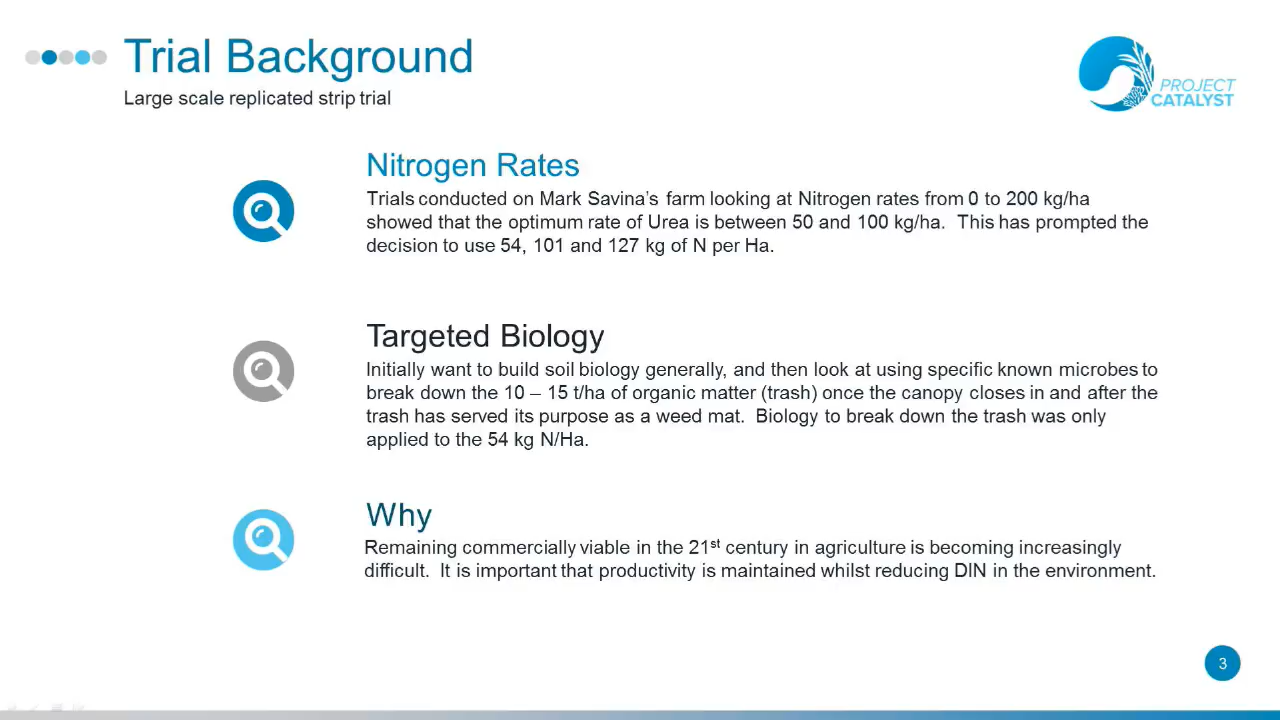 Trial Background
Large scale replicated strip trial
PROJECT
CATALYST
Nitrogen Rates
Trials conducted on Mark Savina’s farm looking at Nitrogen rates from 0 to 200 kg/ha
showed that the optimum rate of Urea is between 50 and 100 kg/ha.  This has prompted the
decision to use 54, 101 and 127 kg of N per Ha.
Targeted Biology
Initially want to build soil biology generally, and then look at using specific known microbes to
break down the 10 – 15 t/ha of organic matter (trash) once the canopy closes in and after the
trash has served its purpose as a weed mat.  Biology to break down the trash was only
applied to the 54 kg N/Ha.
Why
Remaining commercially viable in the 21st century in agriculture is becoming increasingly
difficult.  It is important that productivity is maintained whilst reducing DIN in the environment.
3